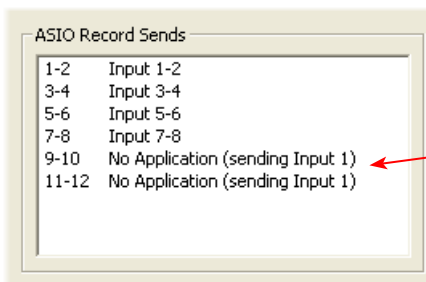 ASIO Record Sends
1-2 Input 1-2
3-4 Input 3-4
5-6 Input 5-6
7-8 Input 7-8
9-10 No Application (sending Input 1)
11-12 No Application (sending Input 1)